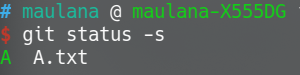 # maulana @ maulana-X555DG
$ git status -s
A  A.txt